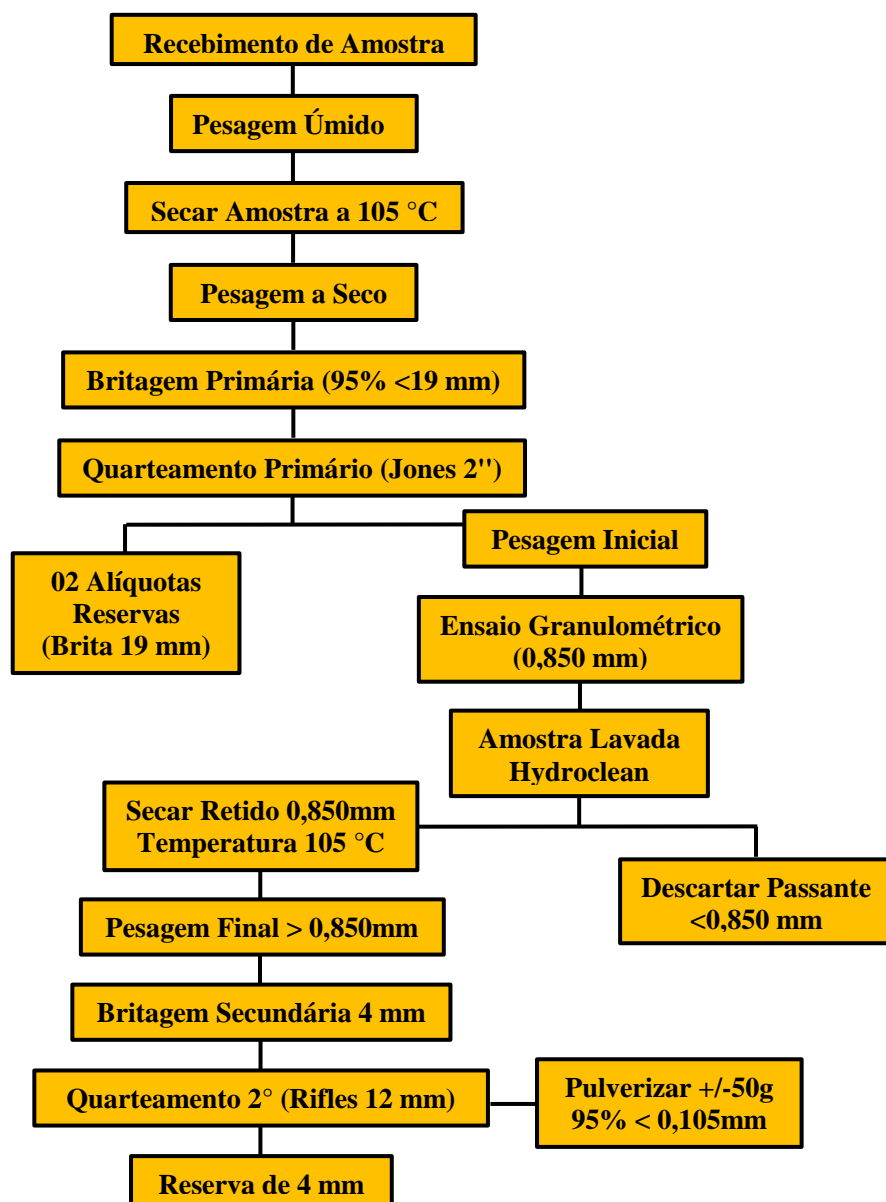 Recebimento de Amostra
Pesagem Úmido
Secar Amostra a 105 °C
Pesagem a Seco
Britagem Primária (95% <19 mm)
Quarteamento Primário (Jones 2'')
02 Alíquotas
Reservas
(Brita 19 mm)
Pesagem Inicial
Ensaio Granulométrico
(0,850 mm)
Amostra Lavada
Hydroclean
Secar Retido 0,850mm
Temperatura 105 °C
Descartar Passante
<0,850 mm
Pesagem Final > 0,850mm
Britagem Secundária 4 mm
Quarteamento 2° (Rifles 12 mm)
Pulverizar +/-50g
95% < 0,105mm
Reserva de 4 mm